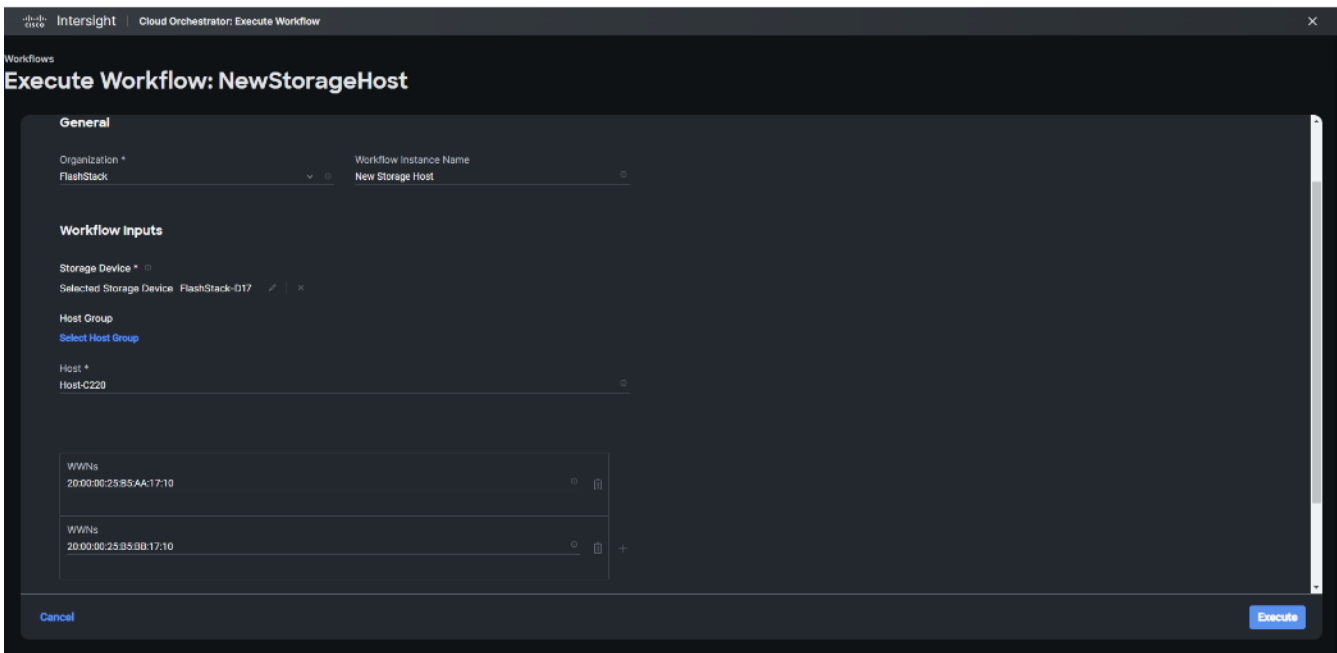 cisco Intersight Cloud Orchestrator: Execute Workflow
Workflows
Execute Workflow: NewStorageHost
General
Organization * Workflow Instance Name
FlashStack New Storage Host
Workflow Inputs
Storage Device *
Selected Storage Device FlashStack-D17
Host Group
Select Host Group
Host *
Host-C220
WWNs
20:00:00:25:B5:AA:17:10
WWNs
20:00:00:25:B5:BB:17:10
Cancel Execute